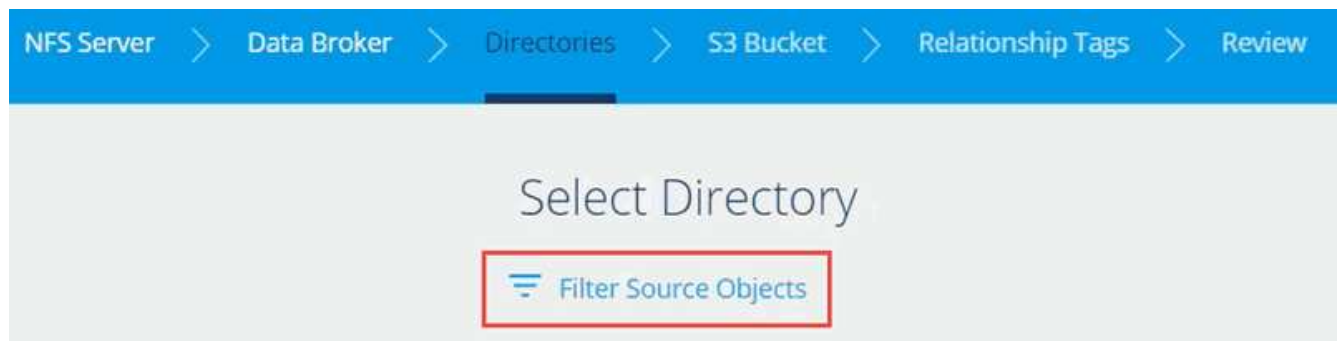 NFS Server > Data Broker > Directories > S3 Bucket > Relationship Tags > Review
Select Directory
Filter Source Objects